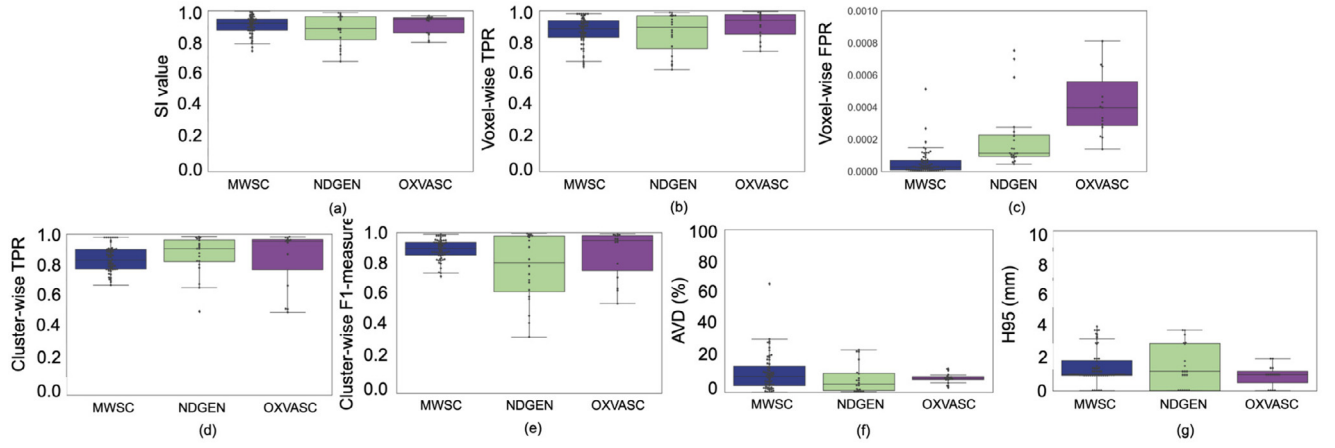 SI value
1.0
0.8
0.6
0.4
0.2
0.0
MWSC NDGEN OXVASC
(a)
Voxel-wise TPR
1.0
0.8
0.6
0.4
0.2
0.0
MWSC NDGEN OXVASC
(b)
Voxel-wise FPR
0.0010
0.0008
0.0006
0.0004
0.0002
0.0000
MWSC NDGEN OXVASC
(c)
Cluster-wise TPR
1.0
0.8
0.6
0.4
0.2
0.0
MWSC NDGEN OXVASC
(d)
Cluster-wise F1-measure
1.0
0.8
0.6
0.4
0.2
0.0
MWSC NDGEN OXVASC
(e)
AVD (%)
100
80
60
40
20
0
MWSC NDGEN OXVASC
(f)
H95 (mm)
10
8
6
4
2
0
MWSC NDGEN OXVASC
(g)